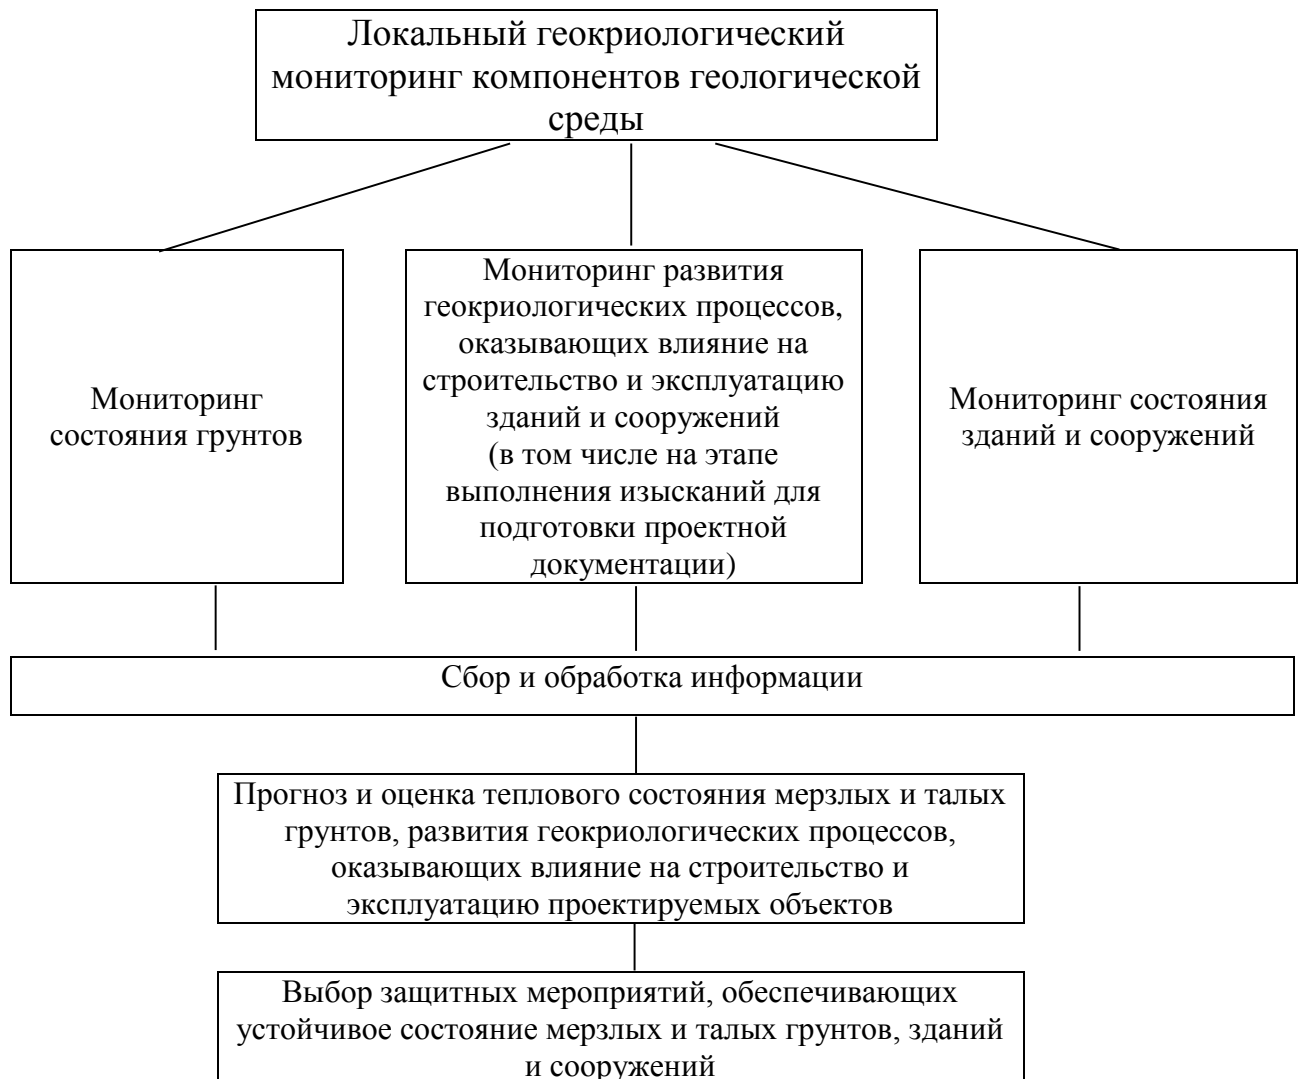 Локальный геокриологический
мониторинг компонентов геологической
среды
Мониторинг
состояния грунтов
Мониторинг развития
геокриологических процессов,
оказывающих влияние на
строительство и эксплуатацию
зданий и сооружений
(в том числе на этапе
выполнения изысканий для
подготовки проектной
документации)
Мониторинг состояния
зданий и сооружений
Сбор и обработка информации
Прогноз и оценка теплового состояния мерзлых и талых
грунтов, развития геокриологических процессов,
оказывающих влияние на строительство и
эксплуатацию проектируемых объектов
Выбор защитных мероприятий, обеспечивающих
устойчивое состояние мерзлых и талых грунтов, зданий
и сооружений